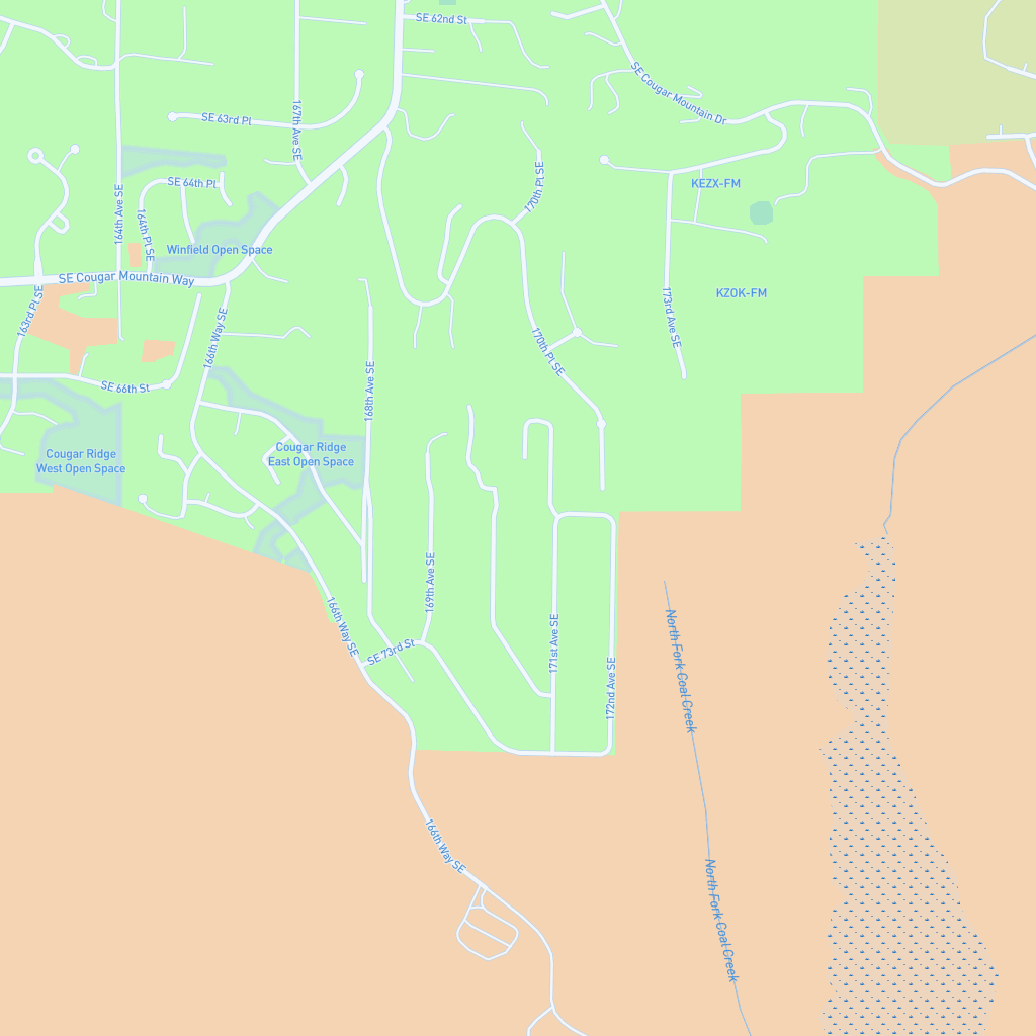 SE 62nd St
SE Cougar Mountain Dr
SE 63rd Pl
167th Ave SE
170th Pl SE
KEZX-FM
SE 64th Pl
164th Ave SE
164th Pl SE
Winfield Open Space
SE Cougar Mountain Way
KZOK-FM
163rd Pl SE
173rd Ave SE
166th Way SE
170th Pl SE
168th Ave SE
SE 66th St
Cougar Ridge
West Open Space
Cougar Ridge
East Open Space
169th Ave SE
166th Way SE
SE 73rd St
171st Ave SE
172nd Ave SE
North Fork Coal Creek
166th Way SE
North Fork Coal Creek